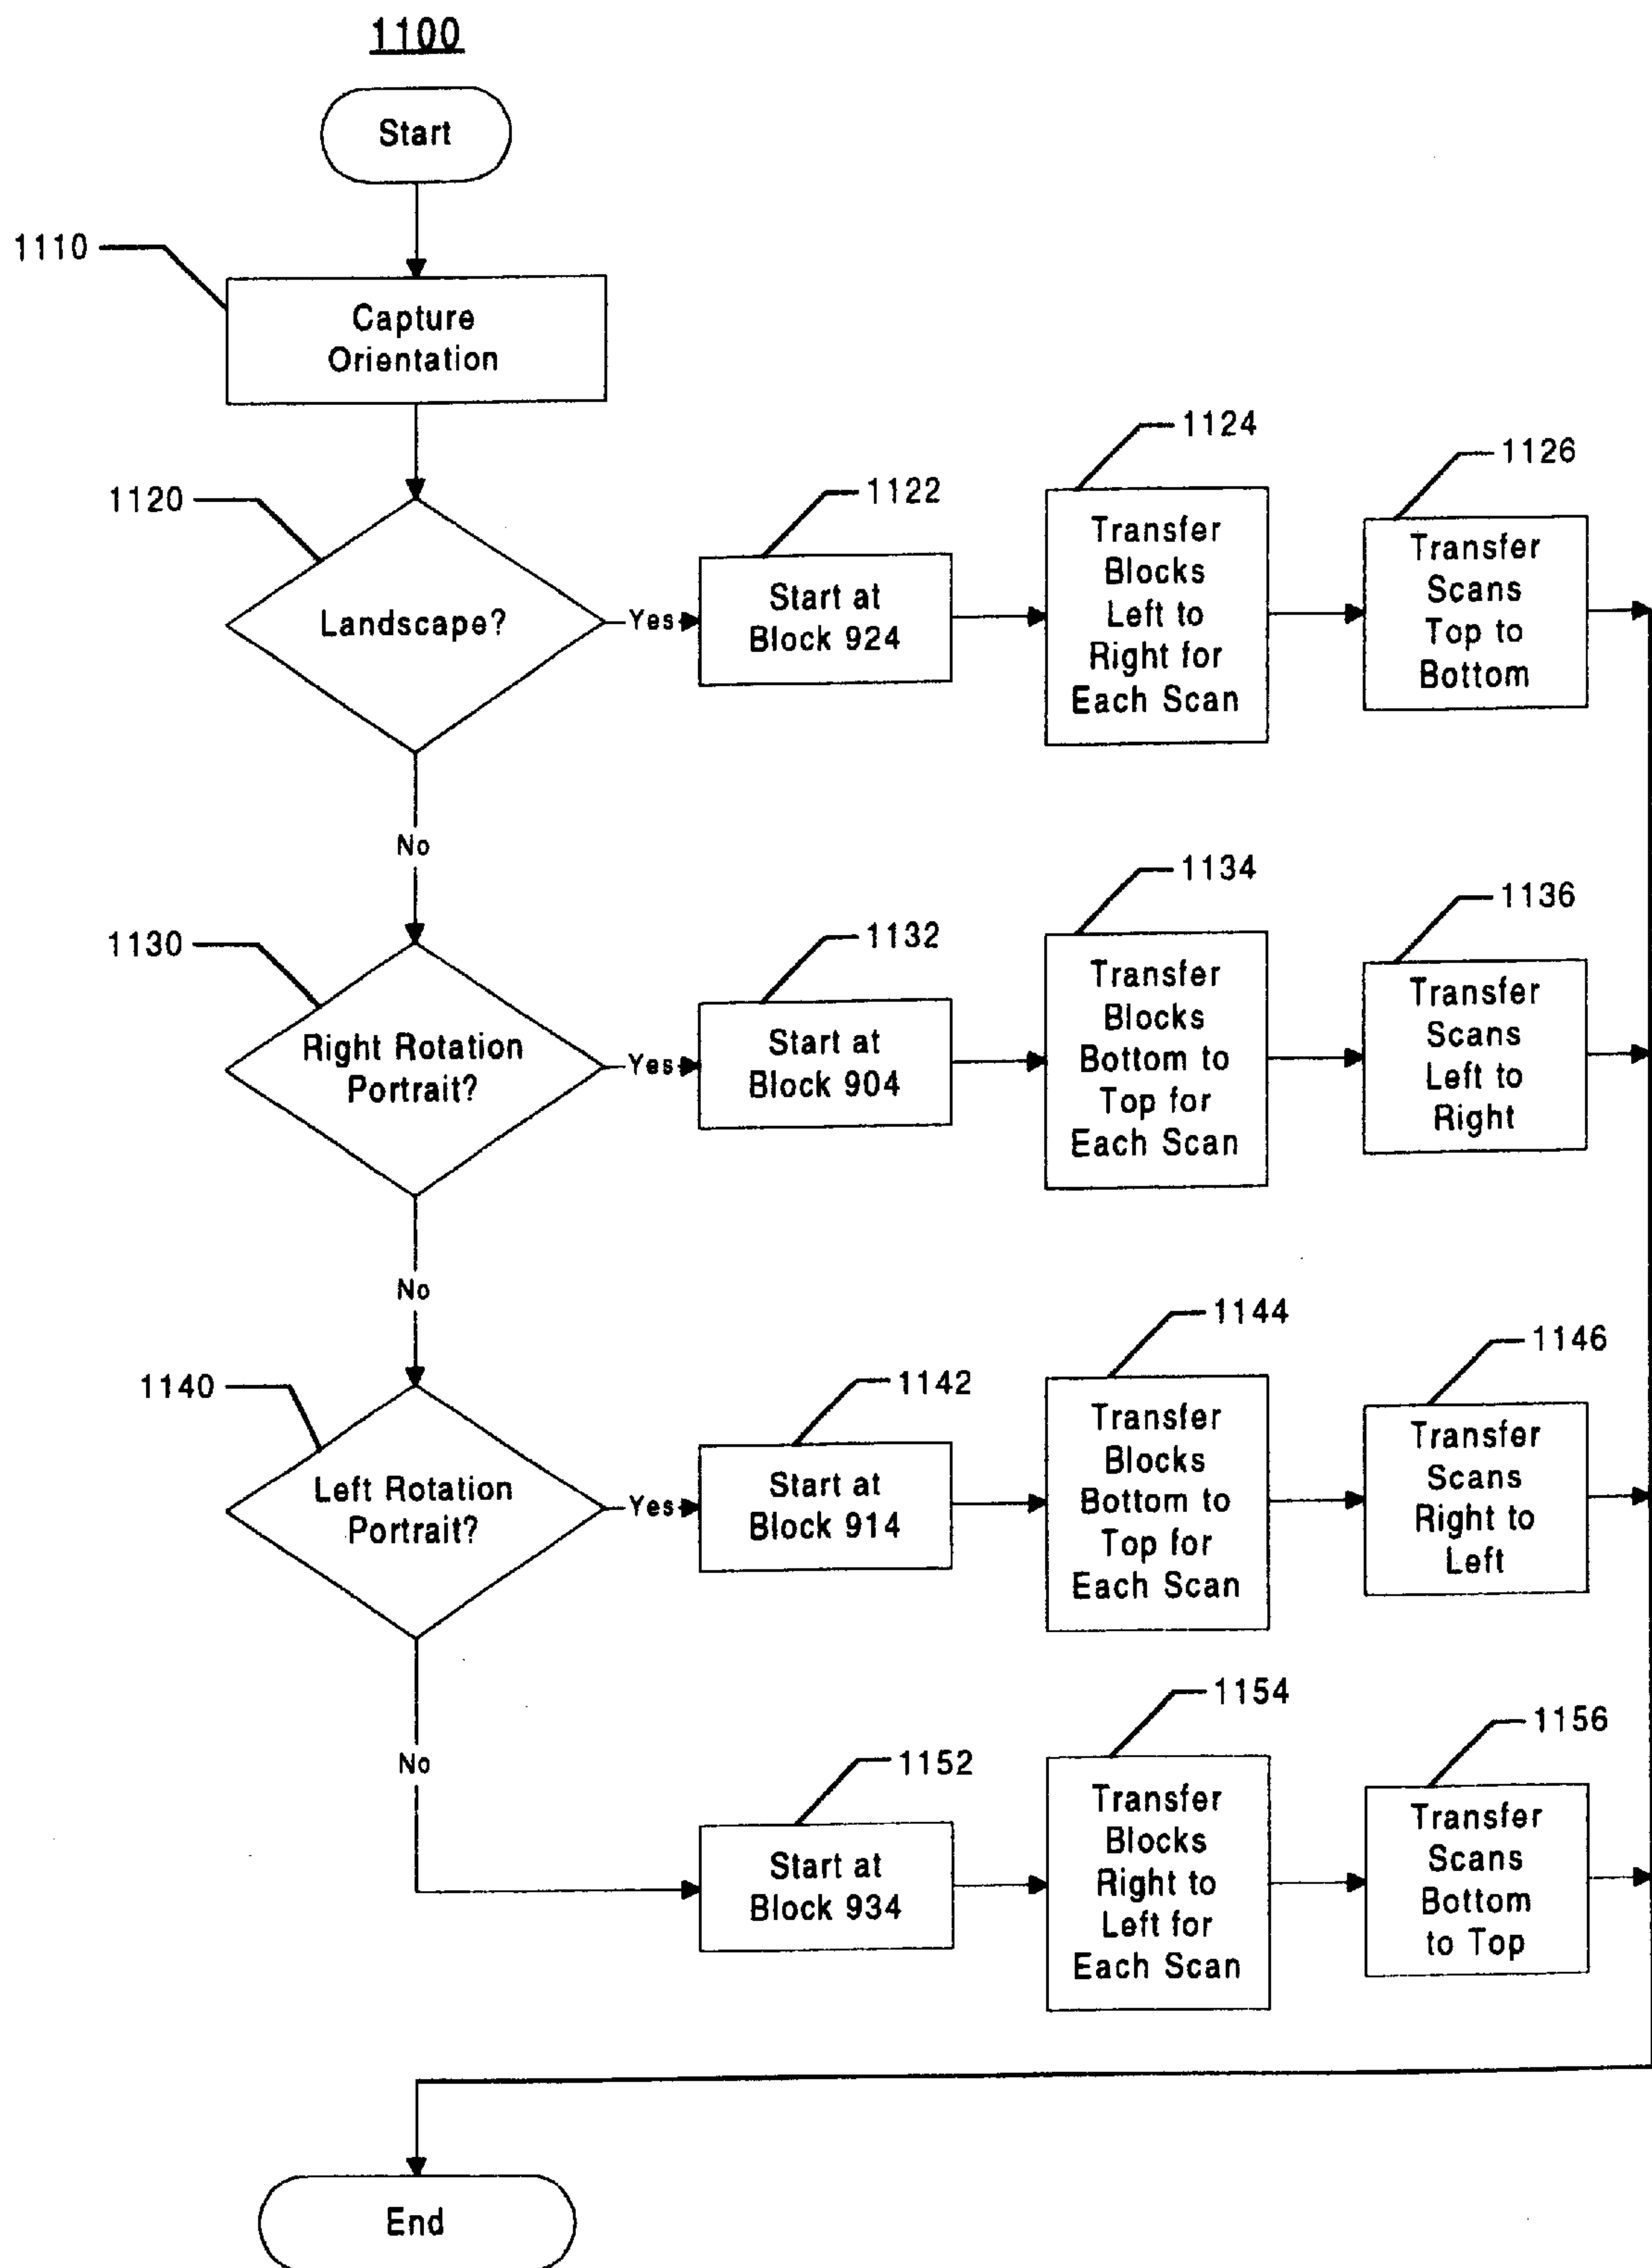 1100
Start
1110
Capture
Orientation
1120
Landscape?
Yes
1122
Start at
Block 924
1124
Transfer
Blocks
Left to
Right for
Each Scan
1126
Transfer
Scans
Top to
Bottom
No
1130
Right Rotation
Portrait?
Yes
1132
Start at
Block 904
1134
Transfer
Blocks
Bottom to
Top for
Each Scan
1136
Transfer
Scans
Left to
Right
No
1140
Left Rotation
Portrait?
Yes
1142
Start at
Block 914
1144
Transfer
Blocks
Bottom to
Top for
Each Scan
1146
Transfer
Scans
Right to
Left
No
1152
Start at
Block 934
1154
Transfer
Blocks
Right to
Left for
Each Scan
1156
Transfer
Scans
Bottom
to Top
End